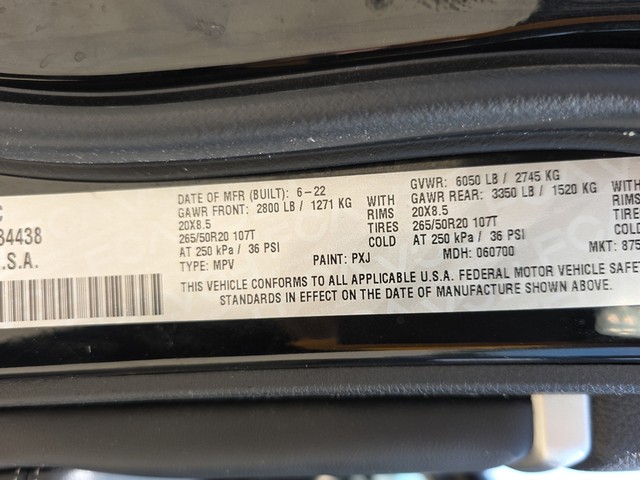 C
34438
.S.A.
DATE OF MFR (BUILT): 6-22
GAWR FRONT: 2800 LB / 1271 KG WITH
20X8.5 RIMS
265/50R20 107T TIRES
AT 250 kPa / 36 PSI COLD
TYPE: MPV PAINT: PXJ
GVWR: 6050 LB / 2745 KG
GAWR REAR: 3350 LB / 1520 KG WITH
20X8.5 RIMS
265/50R20 107T TIRES
AT 250 kPa / 36 PSI COLD
MDH: 060700 MKT: 875
THIS VEHICLE CONFORMS TO ALL APPLICABLE U.S.A. FEDERAL MOTOR VEHICLE SAFET
STANDARDS IN EFFECT ON THE DATE OF MANUFACTURE SHOWN ABOVE.